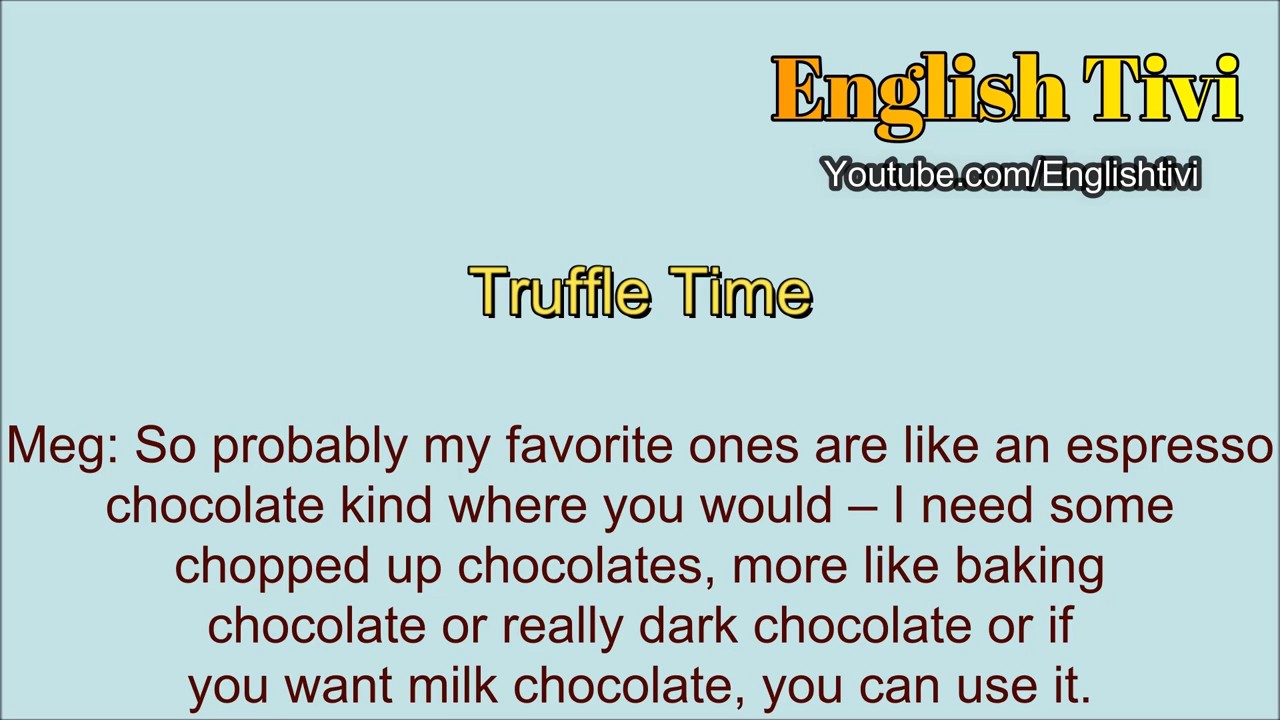 English Tivi
Youtube.com/Englishtivi
Truffle Time
Meg: So probably my favorite ones are like an espresso
chocolate kind where you would – I need some
chopped up chocolates, more like baking
chocolate or really dark chocolate or if
you want milk chocolate, you can use it.